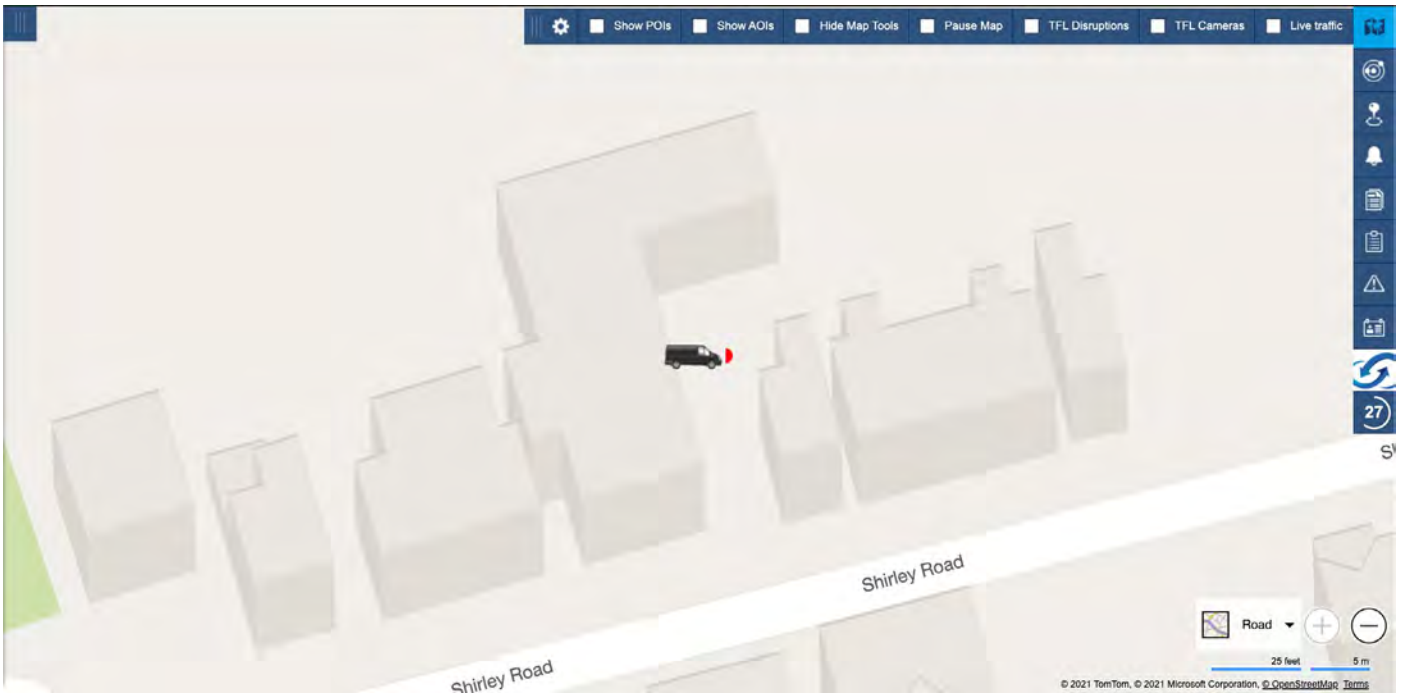 Show POIs
Show AOIs
Hide Map Tools
Pause Map
TFL Disruptions
TFL Cameras
Live traffic
27
Shirley Road
Road
25 feet
5 m
Shirley Road
© 2021 TomTom, © 2021 Microsoft Corporation, © OpenStreetMap Terms